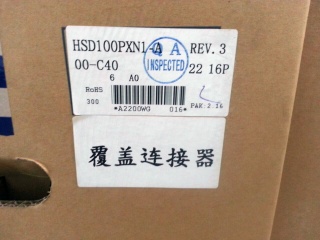 HSD100PXN1-A REV.3
QA
INSPECTED
00-C40 22 16P
6 A0
RoHS
300
*A2200WG 016*
PAK:2.16
覆盖连接器